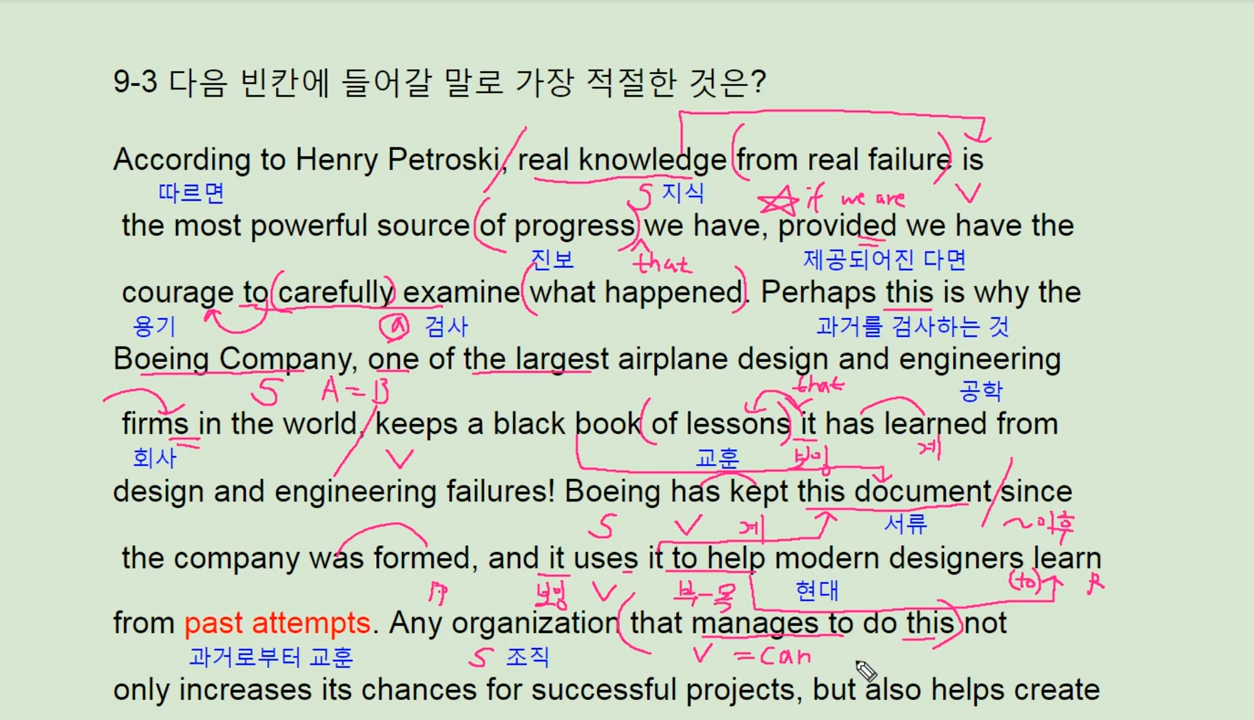 9-3 다음 빈칸에 들어갈 말로 가장 적절한 것은?
According to Henry Petroski, real knowledge from real failure is
따르면 S 지식 if we are V
the most powerful source of progress we have, provided we have the
진보 that 제공되어진 다면
courage to carefully examine what happened. Perhaps this is why the
용기 a 검사 과거를 검사하는 것
Boeing Company, one of the largest airplane design and engineering
S A = B that 공학
firms in the world, keeps a black book of lessons it has learned from
회사 V 교훈 보잉 계
design and engineering failures! Boeing has kept this document since
S V 계 서류 ~이후
the company was formed, and it uses it to help modern designers learn
보잉 V 부-목 현대 (to) R
from past attempts. Any organization that manages to do this not
과거로부터 교훈 S 조직 V = can
only increases its chances for successful projects, but also helps create